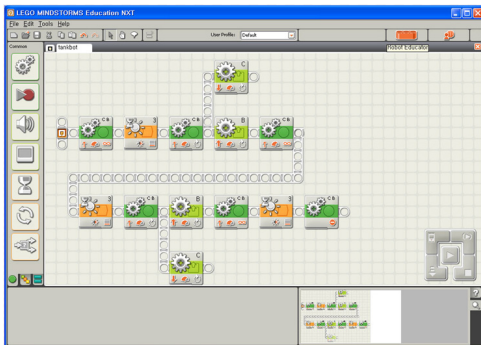 LEGO MINDSTORMS Education NXT
File Edit Tools Help
User Profile: Default
Common
tankbot
Robot Educator
C
C B
3
C B
B
C B
3
C B
B
C B
3
C B
C
?